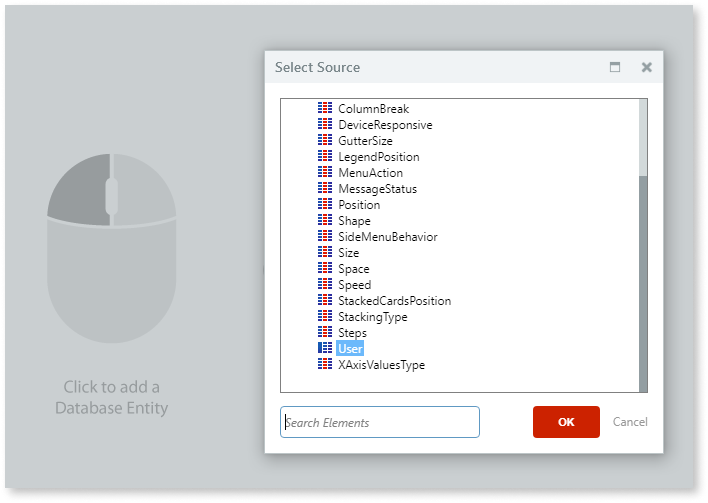 Select Source
ColumnBreak
DeviceResponsive
GutterSize
LegendPosition
MenuAction
MessageStatus
Position
Shape
SideMenuBehavior
Size
Space
Speed
StackedCardsPosition
StackingType
Steps
User
XAxisValuesType
Click to add a
Database Entity
Search Elements
OK
Cancel